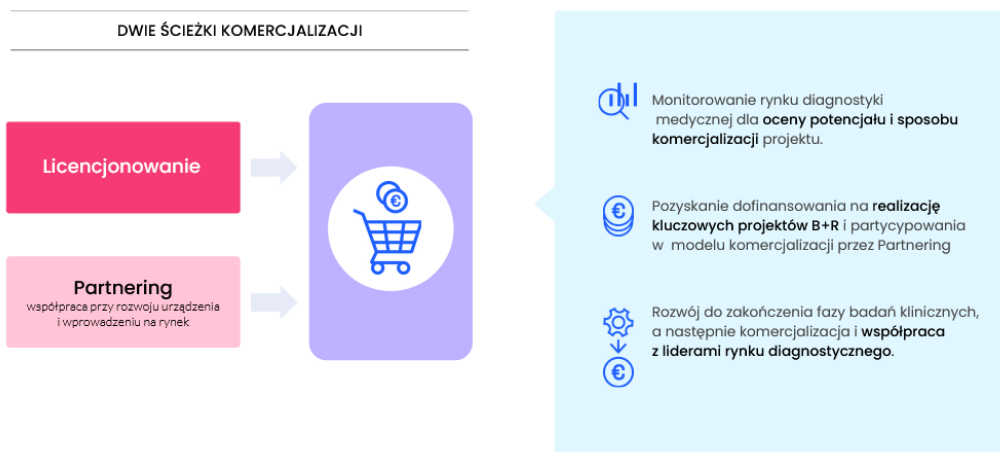 DWIE ŚCIEŻKI KOMERCJALIZACJI
Licencjonowanie
Partnering
współpraca przy rozwoju urządzenia
i wprowadzeniu na rynek
€
Monitorowanie rynku diagnostyki
medycznej dla oceny potencjału i sposobu
komercjalizacji projektu.
€
Pozyskanie dofinansowania na realizację
kluczowych projektów B+R i partycypowania
w modelu komercjalizacji przez Partnering
Rozwój do zakończenia fazy badań klinicznych,
a następnie komercjalizacja i współpraca
z liderami rynku diagnostycznego.
€